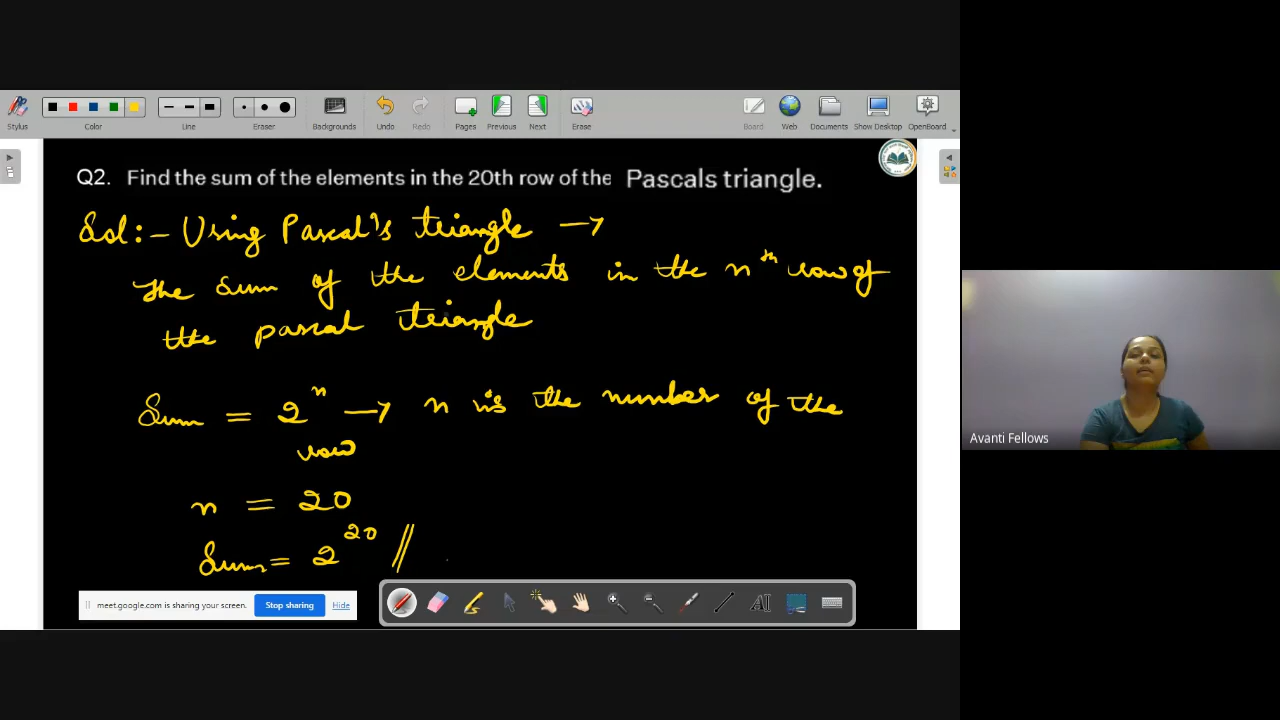 Stylus
Color
Line
Eraser
Backgrounds
Undo
Redo
Pages
Previous
Next
Erase
Board
Web
Documents
Show Desktop
OpenBoard
Q2. Find the sum of the elements in the 20th row of the Pascals triangle.
Sol:- Using Pascal's triangle →
The sum of the elements in the nth row of
the pascal triangle
Sum = 2^n → n is the number of the
row
n = 20
Sum = 2^20 //
Avanti Fellows
meet.google.com is sharing your screen. Stop sharing Hide
AI